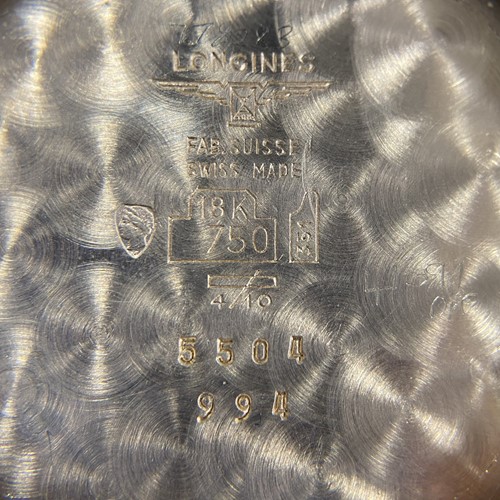 LONGINES
FAB. SUISSE
SWISS MADE
18K
750
4/10
5504
994